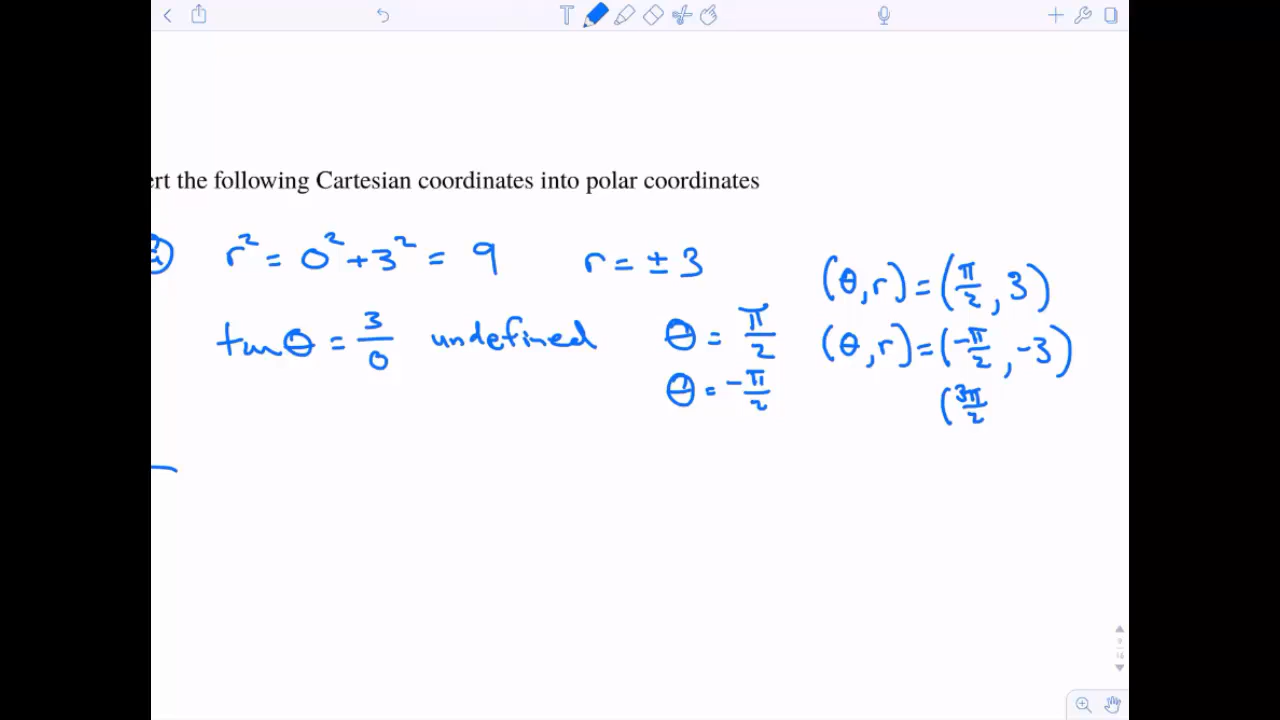 ert the following Cartesian coordinates into polar coordinates
r² = 0² + 3² = 9 r = ± 3 (θ, r) = (π/2, 3)
tan θ = 3/0 undefined θ = π/2 (θ, r) = (-π/2, -3)
θ = -π/2 (3π/2